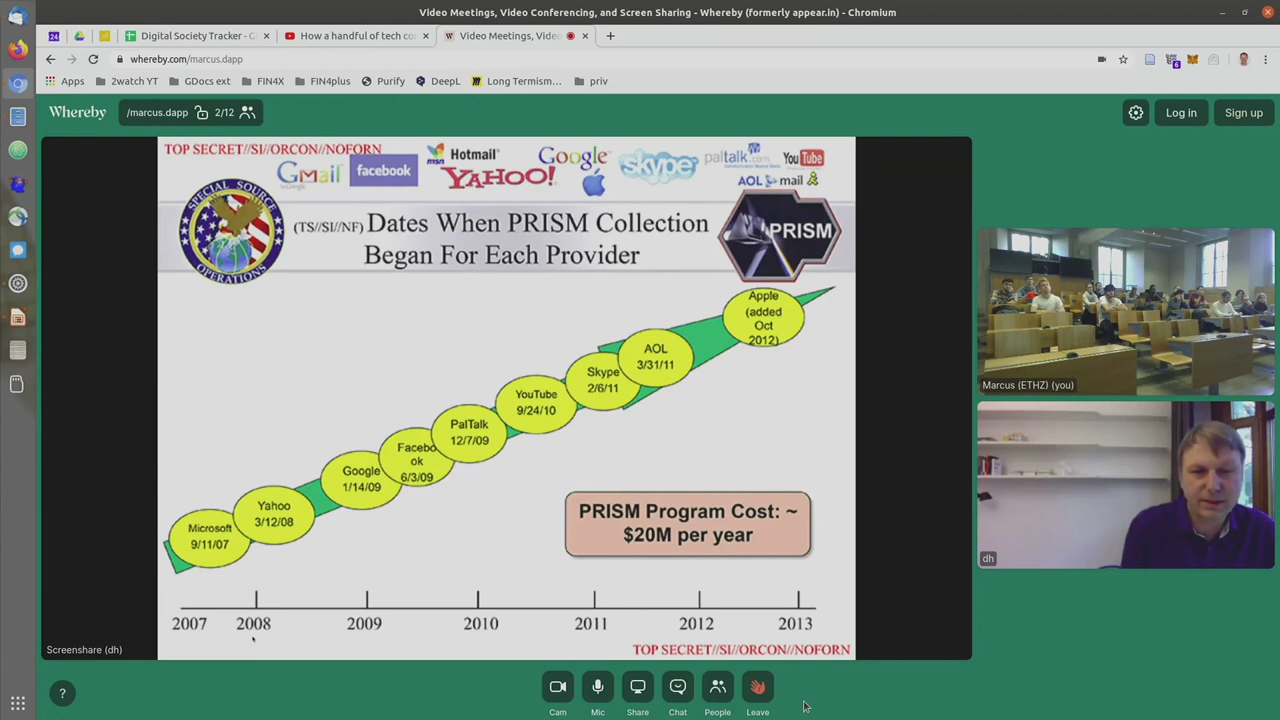 Video Meetings, Video Conferencing, and Screen Sharing - Whereby (formerly appear.in) - Chromium
24
Digital Society Tracker - G
How a handful of tech co
Video Meetings, Vide
whereby.com/marcus.dapp
6
Apps
2watch YT
GDocs ext
FIN4X
FIN4plus
Purify
DeepL
Long Termism...
priv
Whereby
/marcus.dapp
2/12
Log in
Sign up
TOP SECRET//SI//ORCON//NOFORN
Gmail
facebook
msn
Hotmail
YAHOO!
Google
skype
paltalk.com
YouTube
AOL mail
SPECIAL SOURCE
OPERATIONS
(TS//SI//NF) Dates When PRISM Collection
Began For Each Provider
PRISM
Apple
(added
Oct
2012)
AOL
3/31/11
Skype
2/6/11
YouTube
9/24/10
PalTalk
12/7/09
Facebo
ok
6/3/09
Google
1/14/09
Yahoo
3/12/08
Microsoft
9/11/07
PRISM Program Cost: ~
$20M per year
2007
2008
2009
2010
2011
2012
2013
TOP SECRET//SI//ORCON//NOFORN
Screenshare (dh)
Marcus (ETHZ) (you)
dh
?
Cam
Mic
Share
Chat
People
Leave